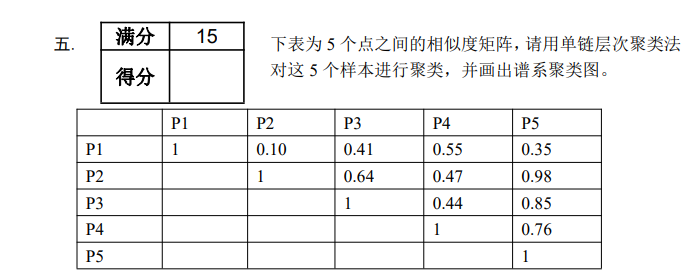 五.
满分 15
得分
下表为 5 个点之间的相似度矩阵，请用单链层次聚类法
对这 5 个样本进行聚类，并画出谱系聚类图。
P1 P2 P3 P4 P5
P1 1 0.10 0.41 0.55 0.35
P2 1 0.64 0.47 0.98
P3 1 0.44 0.85
P4 1 0.76
P5 1